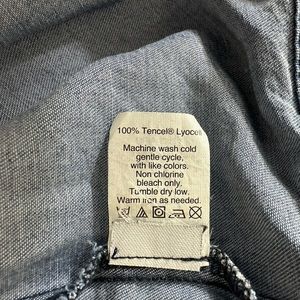 100% Tencel® Lyocell
Machine wash cold
gentle cycle,
with like colors.
Non chlorine
bleach only.
Tumble dry low.
Warm iron as needed.